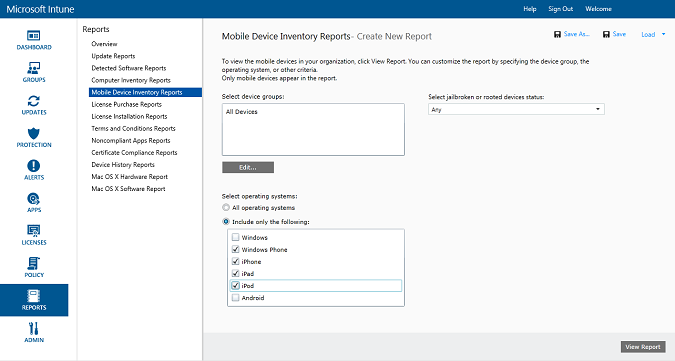 Microsoft Intune
Help Sign Out Welcome
DASHBOARD
GROUPS
UPDATES
PROTECTION
ALERTS
APPS
LICENSES
POLICY
REPORTS
ADMIN
Reports
Overview
Update Reports
Detected Software Reports
Computer Inventory Reports
Mobile Device Inventory Reports
License Purchase Reports
License Installation Reports
Terms and Conditions Reports
Noncompliant Apps Reports
Certificate Compliance Reports
Device History Reports
Mac OS X Hardware Report
Mac OS X Software Report
Mobile Device Inventory Reports- Create New Report
Save As... Save Load
To view the mobile devices in your organization, click View Report. You can customize the report by specifying the device group, the
operating system, or other criteria.
Only mobile devices appear in the report.
Select device groups:
All Devices
Edit...
Select jailbroken or rooted devices status:
Any
Select operating systems:
All operating systems
Include only the following:
Windows
Windows Phone
iPhone
iPad
iPod
Android
View Report